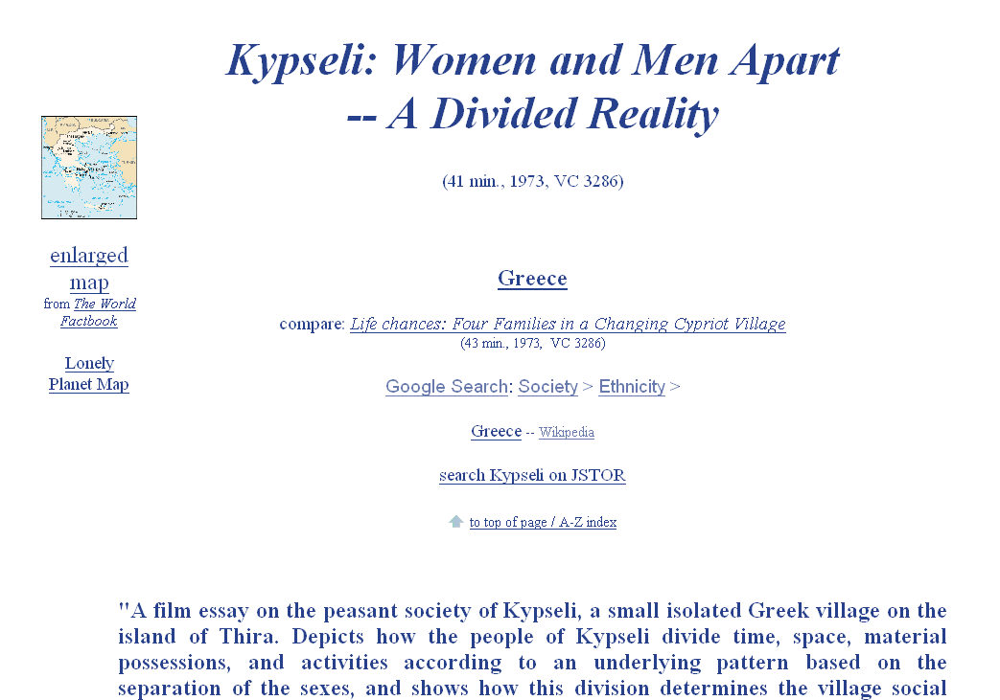 Kypseli: Women and Men Apart
-- A Divided Reality
(41 min., 1973, VC 3286)
enlarged
map
from The World
Factbook
Lonely
Planet Map
Greece
compare: Life chances: Four Families in a Changing Cypriot Village
(43 min., 1973, VC 3286)
Google Search: Society > Ethnicity >
Greece -- Wikipedia
search Kypseli on JSTOR
to top of page / A-Z index
"A film essay on the peasant society of Kypseli, a small isolated Greek village on the
island of Thira. Depicts how the people of Kypseli divide time, space, material
possessions, and activities according to an underlying pattern based on the
separation of the sexes, and shows how this division determines the village social